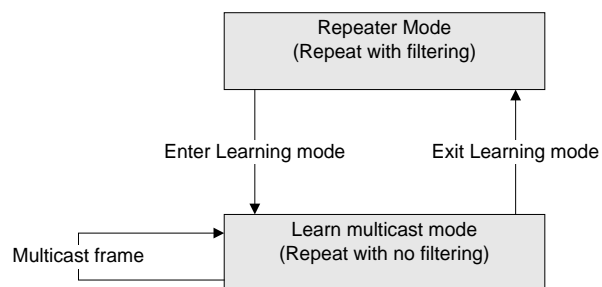 Repeater Mode
(Repeat with filtering)
Enter Learning mode
Exit Learning mode
Learn multicast mode
(Repeat with no filtering)
Multicast frame